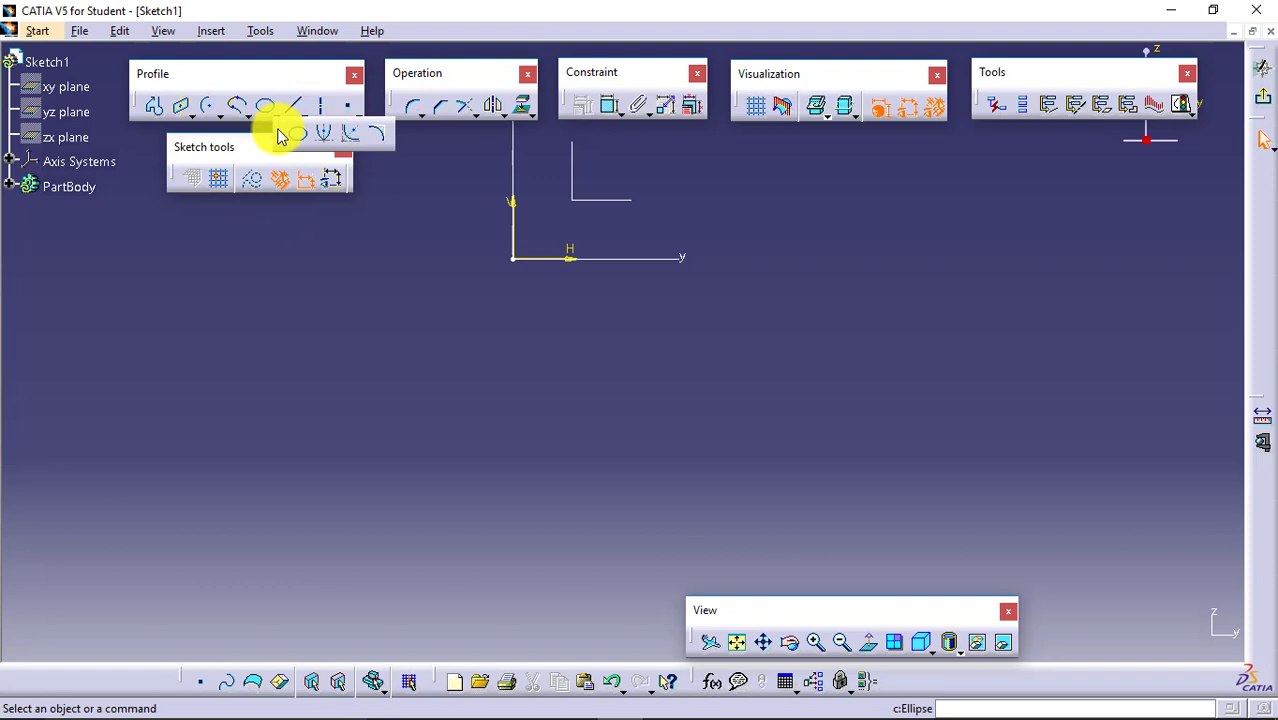 CATIA V5 for Student - [Sketch1]
Start File Edit View Insert Tools Window Help
Sketch1
xy plane
yz plane
zx plane
Axis Systems
PartBody
Profile
Operation
Constraint
Visualization
Tools
Sketch tools
z
y
V
H
y
View
z
y
f(x)
CATIA
Select an object or a command
c:Ellipse